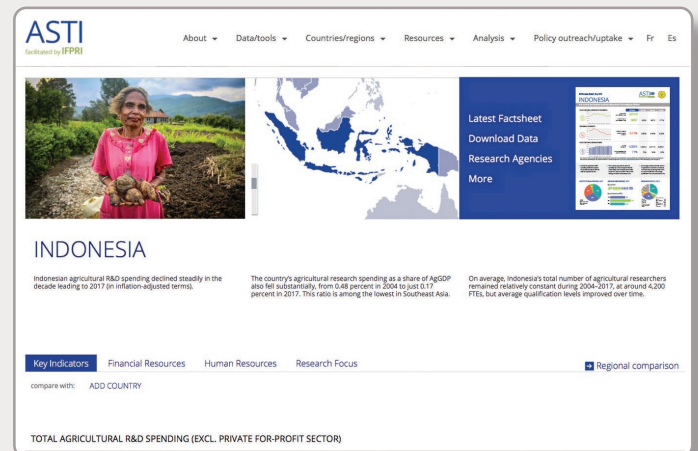 ASTI
facilitated by IFPRI
About
Data/tools
Countries/regions
Resources
Analysis
Policy outreach/uptake
Fr
Es
Latest Factsheet
Download Data
Research Agencies
More
ASTI
INDONESIA
INDONESIA
Indonesian agricultural R&D spending declined steadily in the
decade leading to 2017 (in inflation-adjusted terms).
The country's agricultural research spending as a share of AgGDP
also fell substantially, from 0.48 percent in 2004 to just 0.17
percent in 2017. This ratio is among the lowest in Southeast Asia.
On average, Indonesia's total number of agricultural researchers
remained relatively constant during 2004–2017, at around 4,200
FTEs, but average qualification levels improved over time.
Key Indicators
Financial Resources
Human Resources
Research Focus
Regional comparison
compare with:
ADD COUNTRY
TOTAL AGRICULTURAL R&D SPENDING (EXCL. PRIVATE FOR-PROFIT SECTOR)